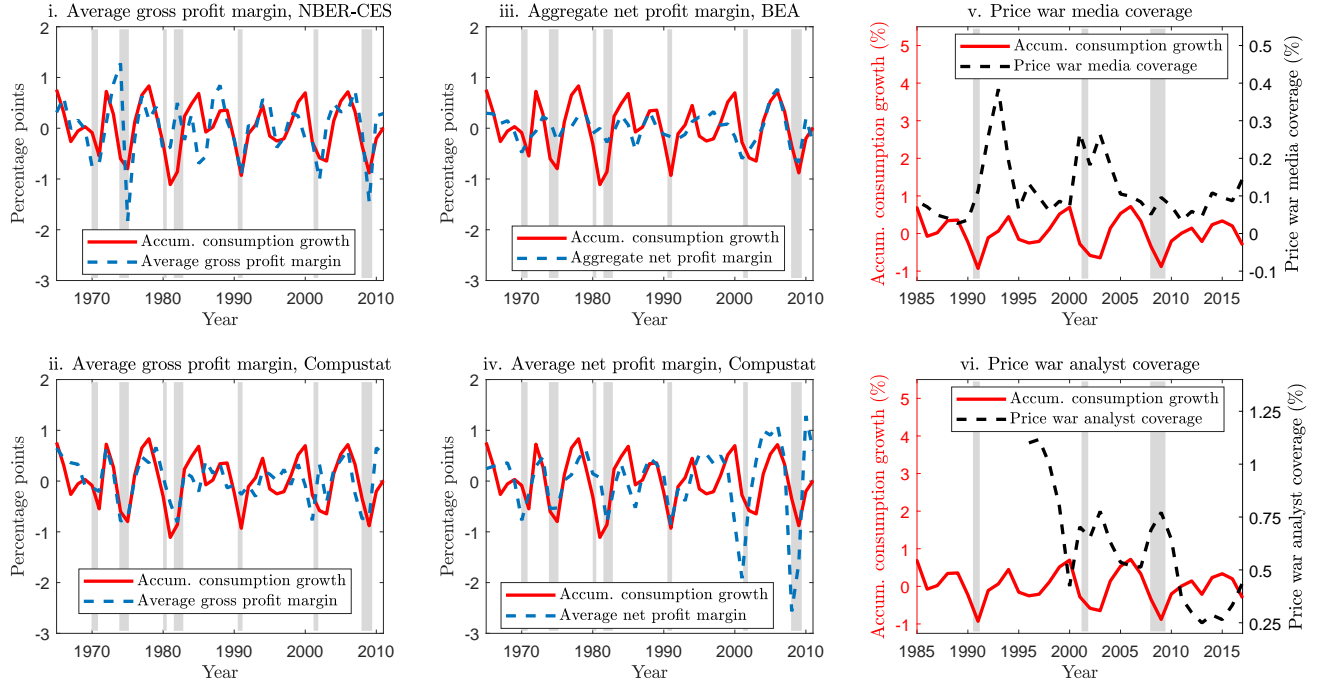 i. Average gross profit margin, NBER-CES
2
1
0
-1
-2
-3
Percentage points
Accum. consumption growth
Average gross profit margin
1970
1980
1990
2000
2010
Year
iii. Aggregate net profit margin, BEA
2
1
0
-1
-2
-3
Percentage points
Accum. consumption growth
Aggregate net profit margin
1970
1980
1990
2000
2010
Year
v. Price war media coverage
Accum. consumption growth (%)
5
4
3
2
1
0
-1
Accum. consumption growth
Price war media coverage
0.5
0.4
0.3
0.2
0.1
0
-0.1
Price war media coverage (%)
1985
1990
1995
2000
2005
2010
2015
Year
ii. Average gross profit margin, Compustat
2
1
0
-1
-2
-3
Percentage points
Accum. consumption growth
Average gross profit margin
1970
1980
1990
2000
2010
Year
iv. Average net profit margin, Compustat
2
1
0
-1
-2
-3
Percentage points
Accum. consumption growth
Average net profit margin
1970
1980
1990
2000
2010
Year
vi. Price war analyst coverage
Accum. consumption growth (%)
5
4
3
2
1
0
-1
Accum. consumption growth
Price war analyst coverage
1.25
1
0.75
0.5
0.25
Price war analyst coverage (%)
1985
1990
1995
2000
2005
2010
2015
Year